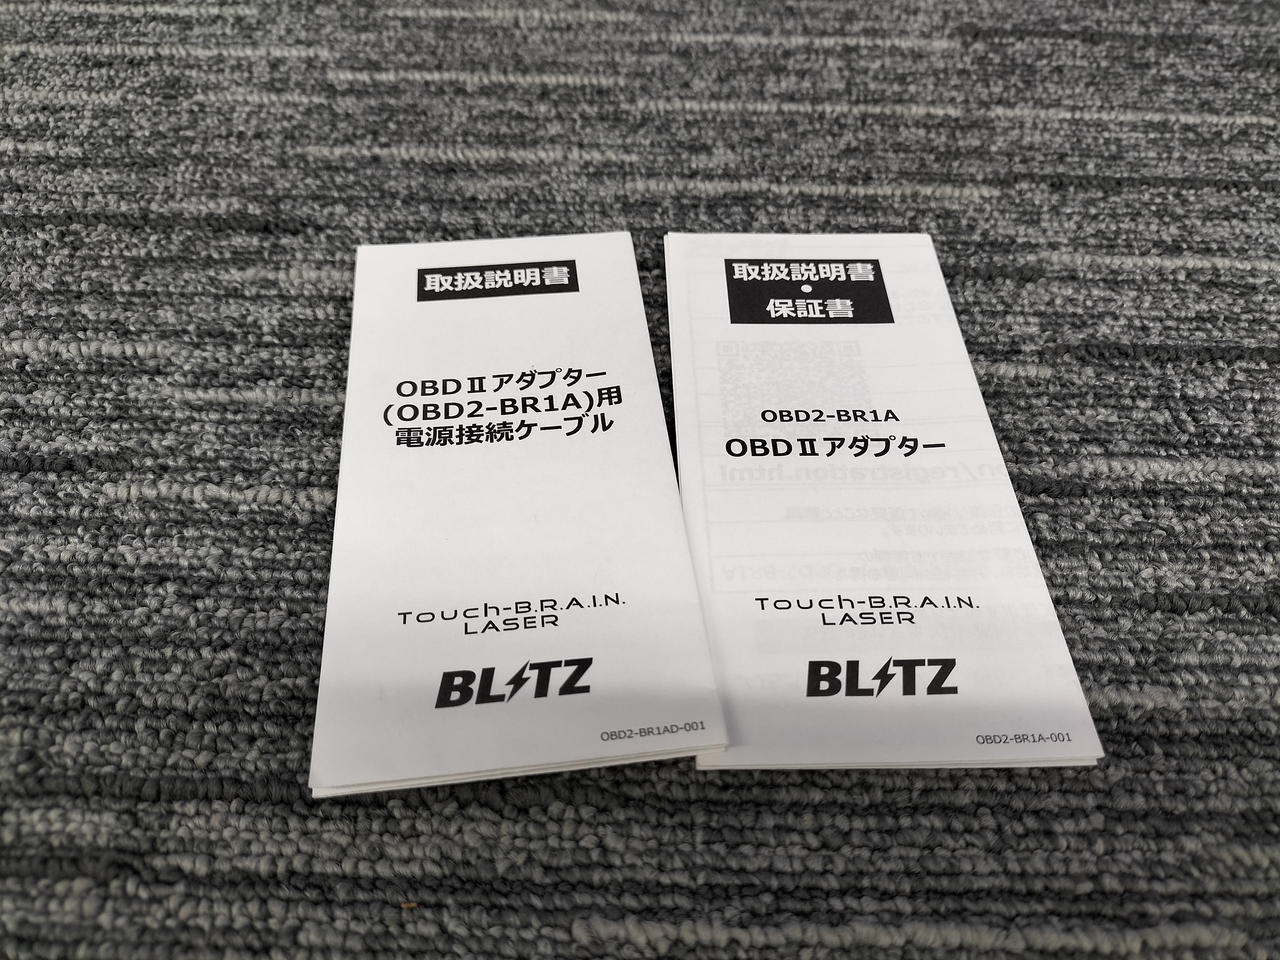 取扱説明書
OBDⅡアダプター
(OBD2-BR1A)用
電源接続ケーブル
Touch-B.R.A.I.N.
LASER
BLITZ
OBD2-BR1AD-001
取扱説明書
・
保証書
OBD2-BR1A
OBDⅡアダプター
Touch-B.R.A.I.N.
LASER
BLITZ
OBD2-BR1A-001